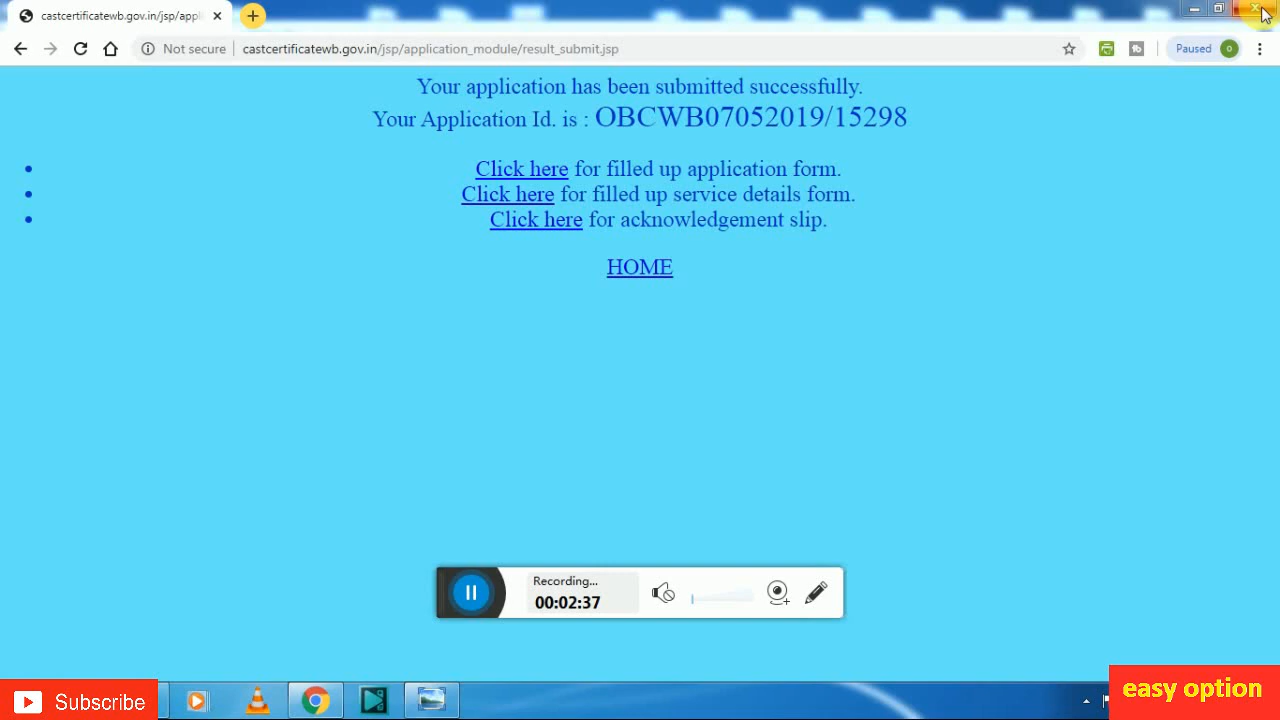 castcertificatewb.gov.in/jsp/appli
Not secure
castcertificatewb.gov.in/jsp/application_module/result_submit.jsp
Paused
0
Your application has been submitted successfully.
Your Application Id. is : OBCWB07052019/15298
• Click here for filled up application form.
• Click here for filled up service details form.
• Click here for acknowledgement slip.
HOME
Recording...
00:02:37
Subscribe
easy option